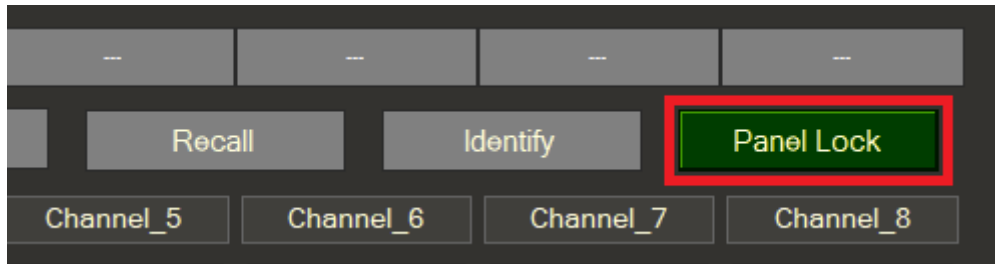 --- --- --- ---
Recall Identify Panel Lock
Channel_5 Channel_6 Channel_7 Channel_8